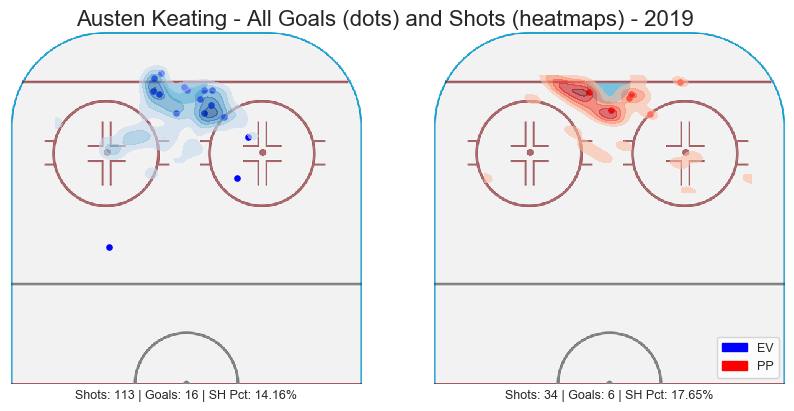 Austen Keating - All Goals (dots) and Shots (heatmaps) - 2019
EV
PP
Shots: 113 | Goals: 16 | SH Pct: 14.16%
Shots: 34 | Goals: 6 | SH Pct: 17.65%